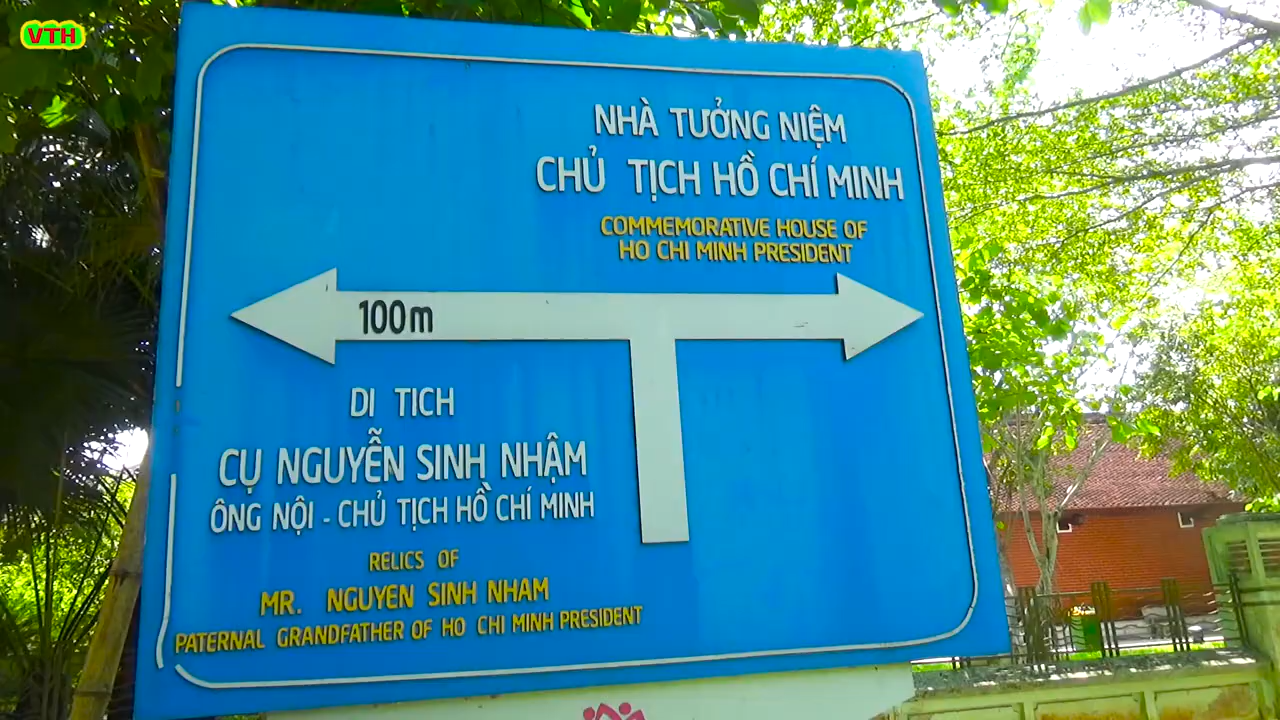 VTH
NHÀ TƯỞNG NIỆM
CHỦ TỊCH HỒ CHÍ MINH
COMMEMORATIVE HOUSE OF
HO CHI MINH PRESIDENT
100m
DI TICH
CỤ NGUYỄN SINH NHẬM
ÔNG NỘI - CHỦ TỊCH HỒ CHÍ MINH
RELICS OF
MR. NGUYEN SINH NHAM
PATERNAL GRANDFATHER OF HO CHI MINH PRESIDENT